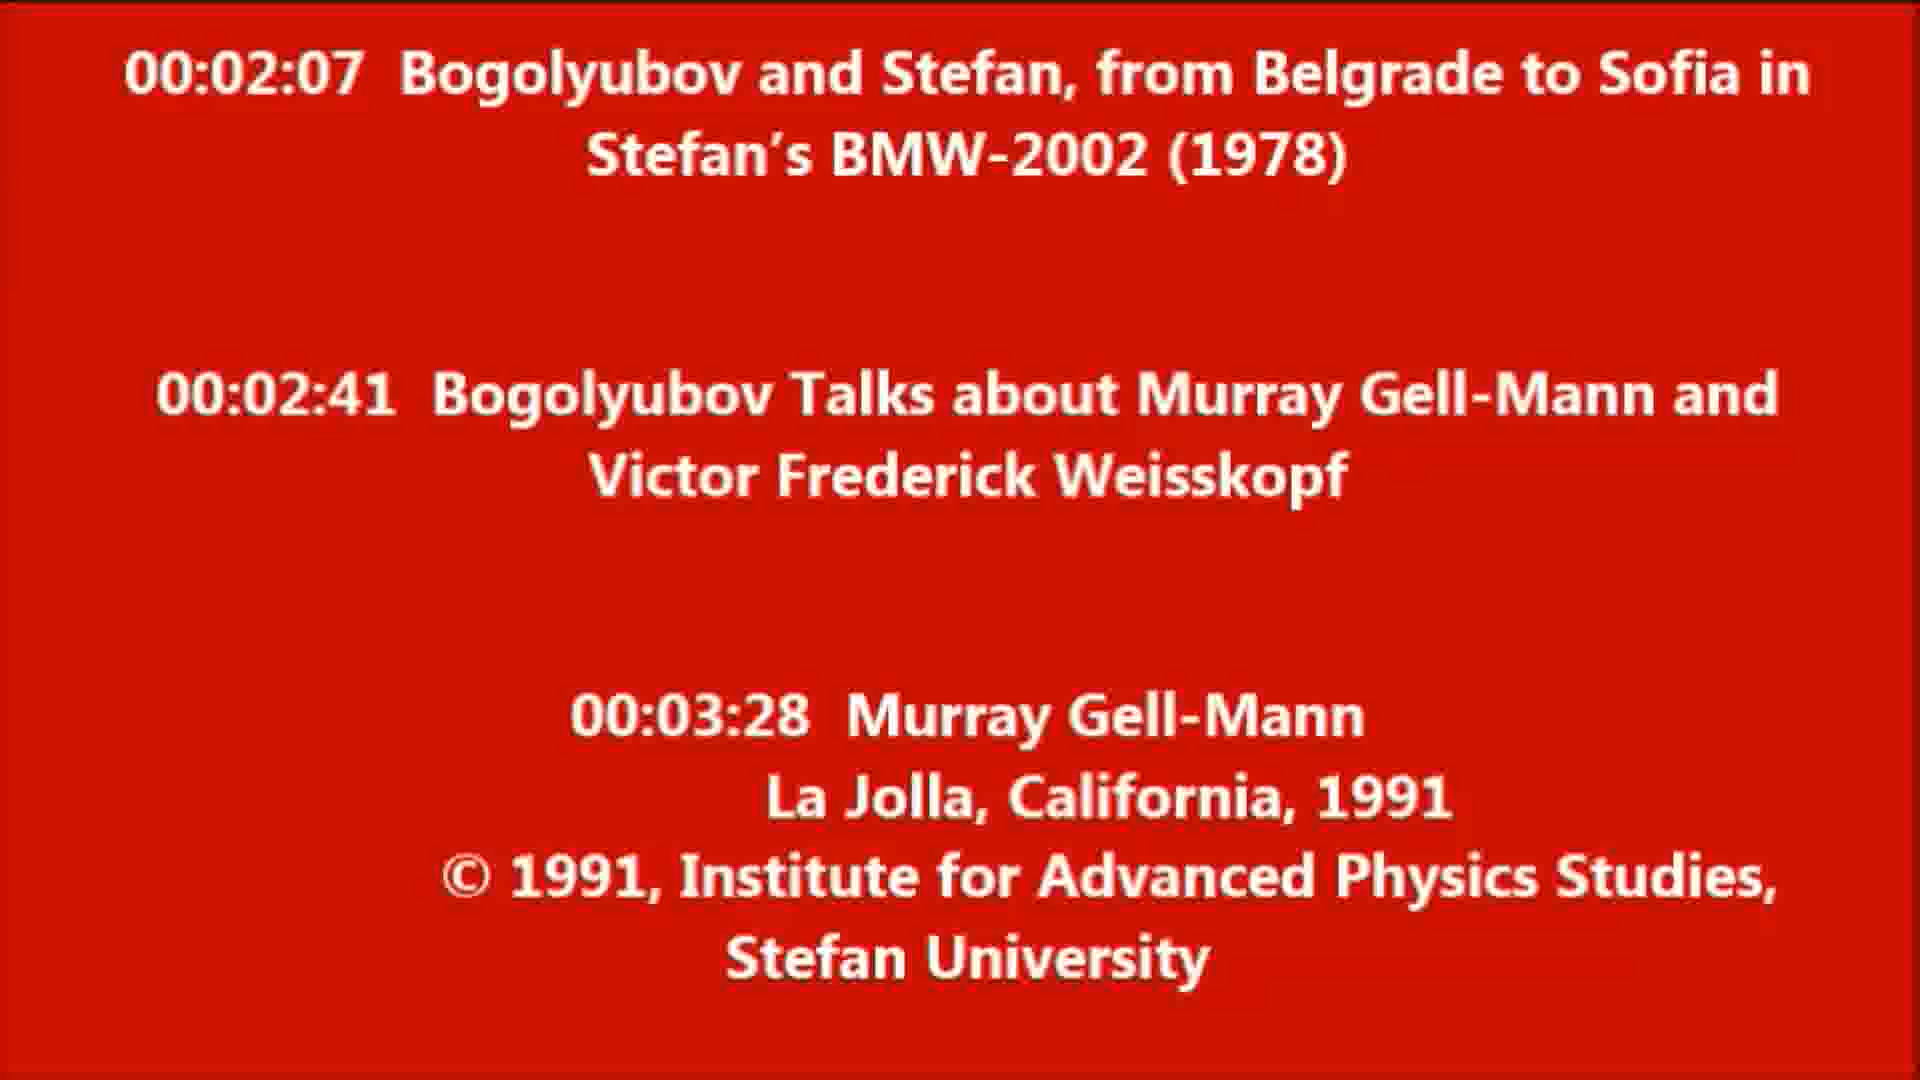 00:02:07 Bogolyubov and Stefan, from Belgrade to Sofia in
Stefan’s BMW-2002 (1978)
00:02:41 Bogolyubov Talks about Murray Gell-Mann and
Victor Frederick Weisskopf
00:03:28 Murray Gell-Mann
La Jolla, California, 1991
© 1991, Institute for Advanced Physics Studies,
Stefan University